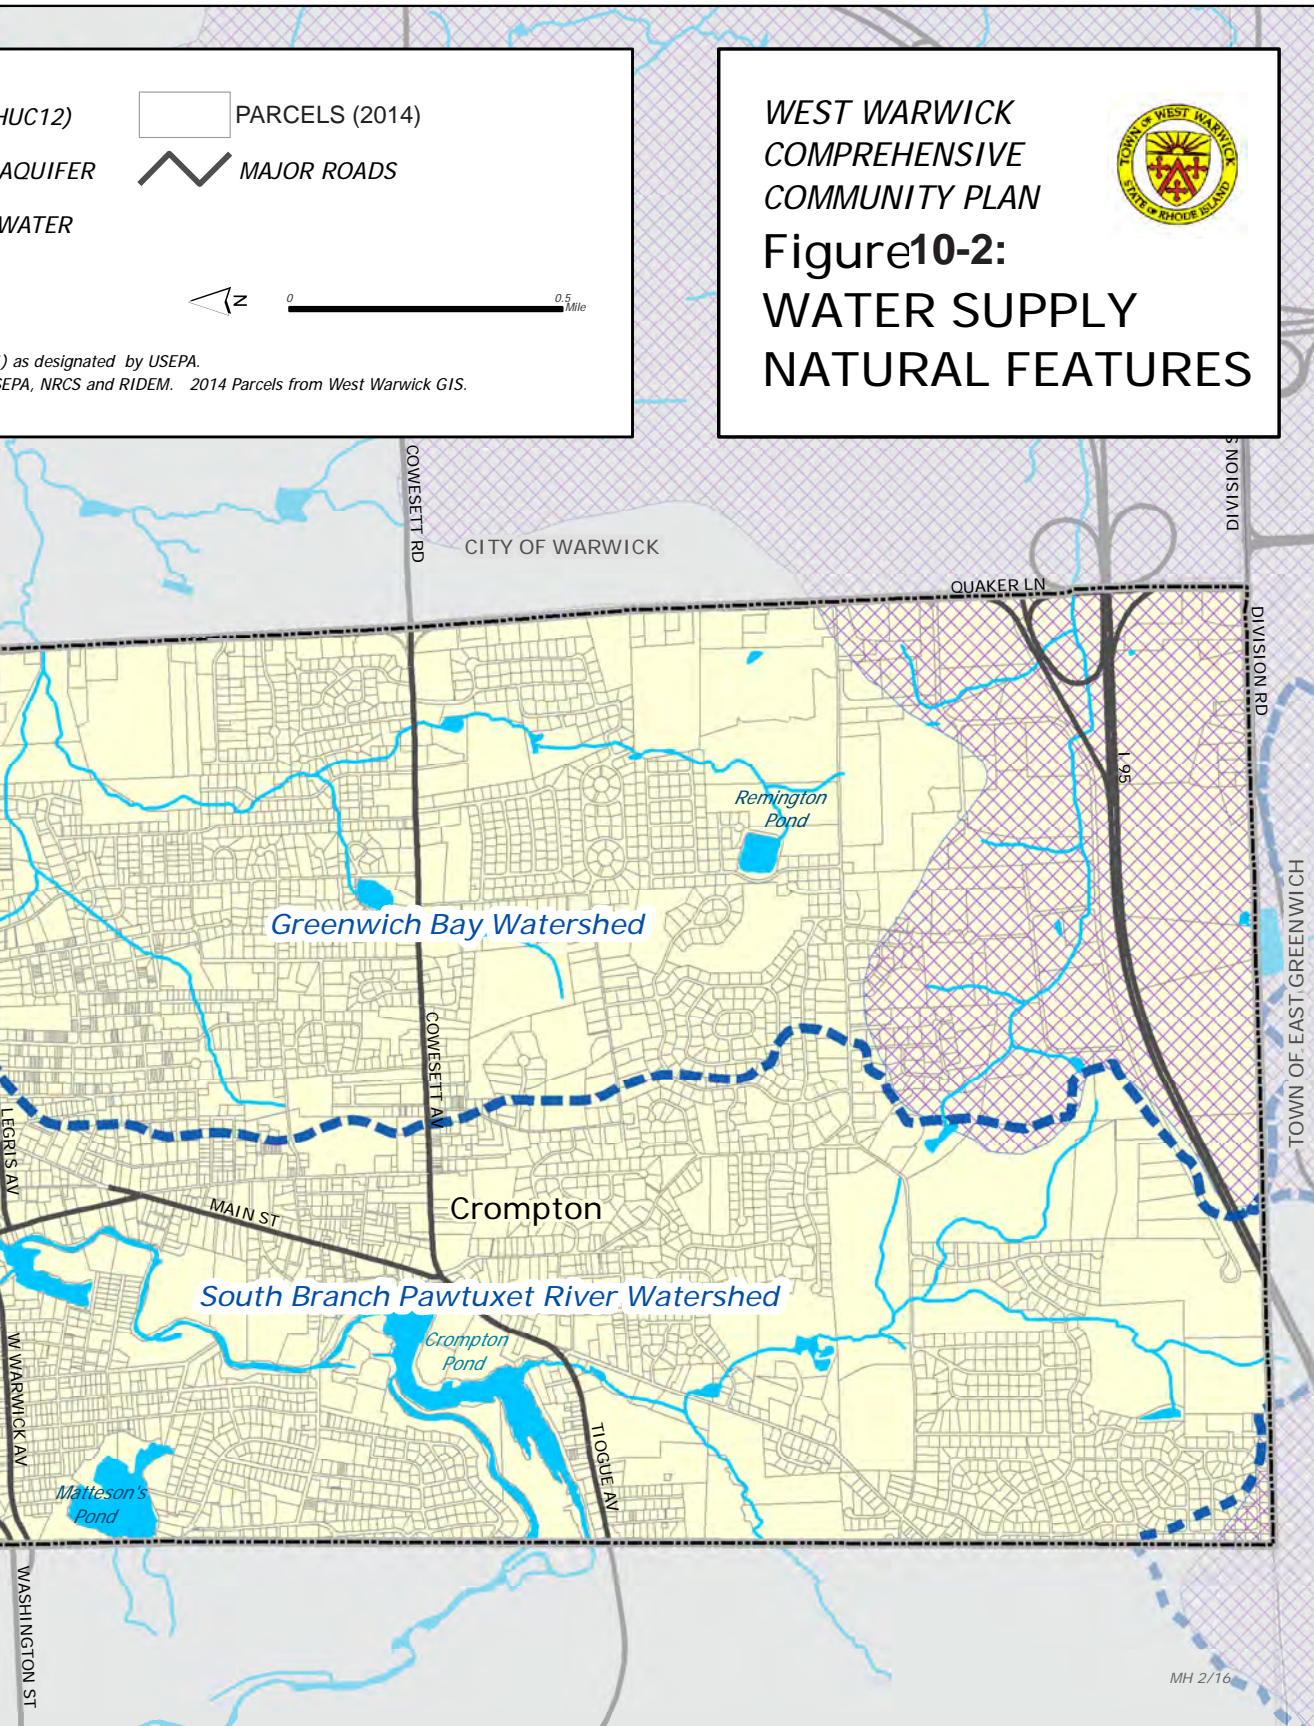 HUC12)
PARCELS (2014)
AQUIFER
MAJOR ROADS
WATER
N
0
0.5
Mile
) as designated by USEPA.
SEPA, NRCS and RIDEM. 2014 Parcels from West Warwick GIS.
WEST WARWICK
COMPREHENSIVE
COMMUNITY PLAN
Figure10-2:
WATER SUPPLY
NATURAL FEATURES
TOWN OF WEST WARWICK
STATE OF RHODE ISLAND
COWESETT RD
CITY OF WARWICK
DIVISION S
QUAKER LN
DIVISION RD
I 95
Remington
Pond
TOWN OF EAST GREENWICH
Greenwich Bay Watershed
COWESETT AV
LEGRIS AV
MAIN ST
Crompton
South Branch Pawtuxet River Watershed
Crompton
Pond
W WARWICK AV
TIOGUE AV
Matteson's
Pond
WASHINGTON ST
MH 2/16